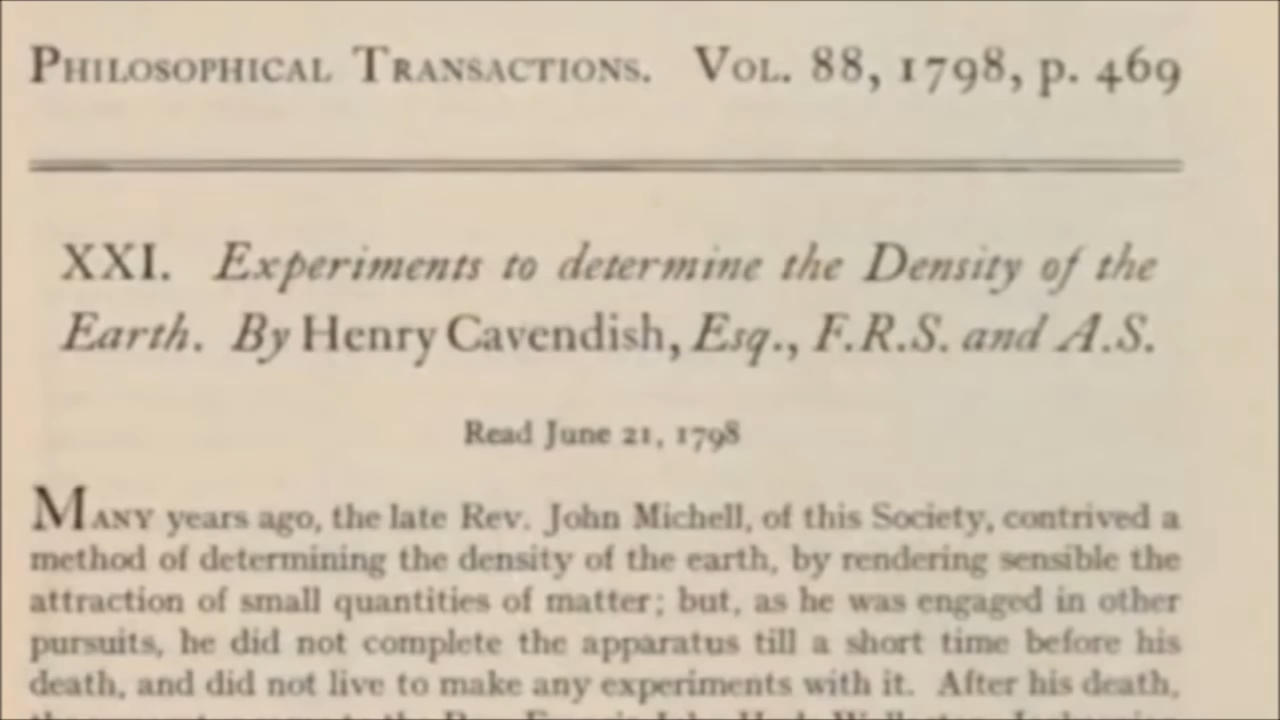 PHILOSOPHICAL TRANSACTIONS. VOL. 88, 1798, p. 469
XXI. Experiments to determine the Density of the
Earth. By Henry Cavendish, Esq., F.R.S. and A.S.
Read June 21, 1798
MANY years ago, the late Rev. John Michell, of this Society, contrived a
method of determining the density of the earth, by rendering sensible the
attraction of small quantities of matter; but, as he was engaged in other
pursuits, he did not complete the apparatus till a short time before his
death, and did not live to make any experiments with it. After his death,